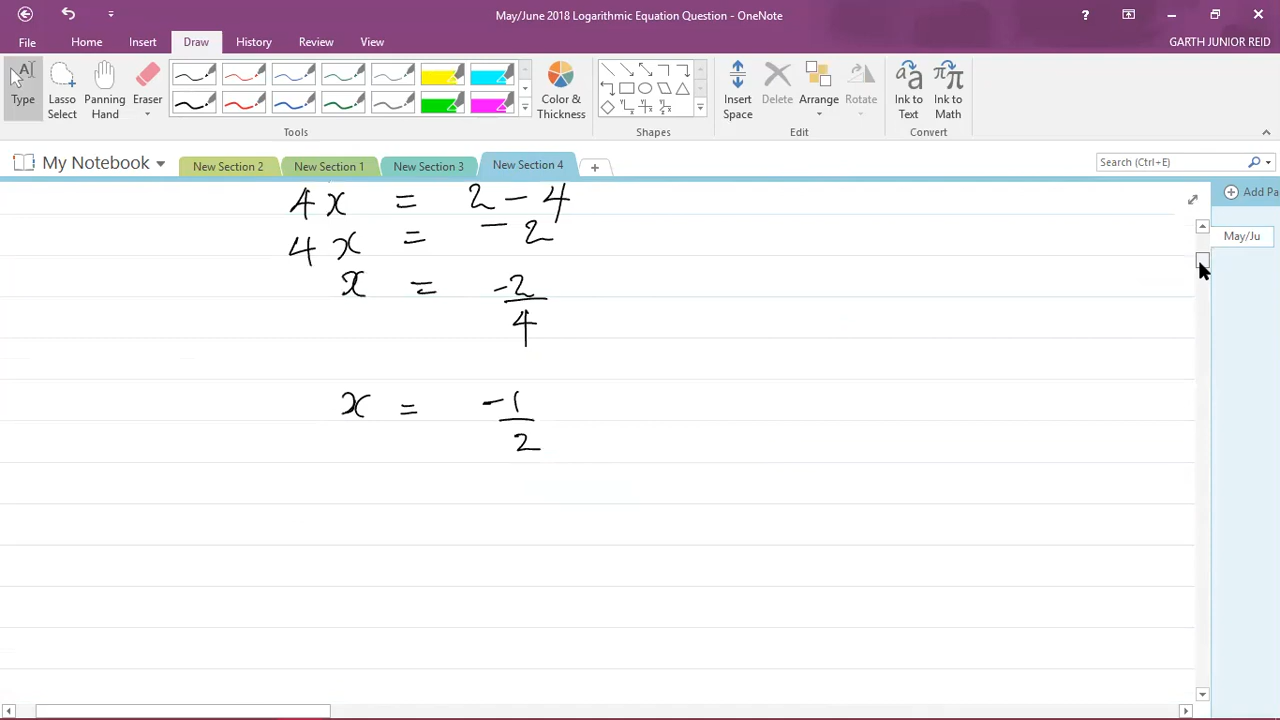 May/June 2018 Logarithmic Equation Question - OneNote
File Home Insert Draw History Review View GARTH JUNIOR REID
Type
Lasso Select
Panning Hand
Eraser
Color & Thickness
Insert Space
Delete
Arrange
Rotate
Ink to Text
Ink to Math
Tools Shapes Edit Convert
My Notebook New Section 2 New Section 1 New Section 3 New Section 4 Search (Ctrl+E)
Add Pa
May/Ju
4x = 2 - 4
4x = -2
x = -2/4
x = -1/2